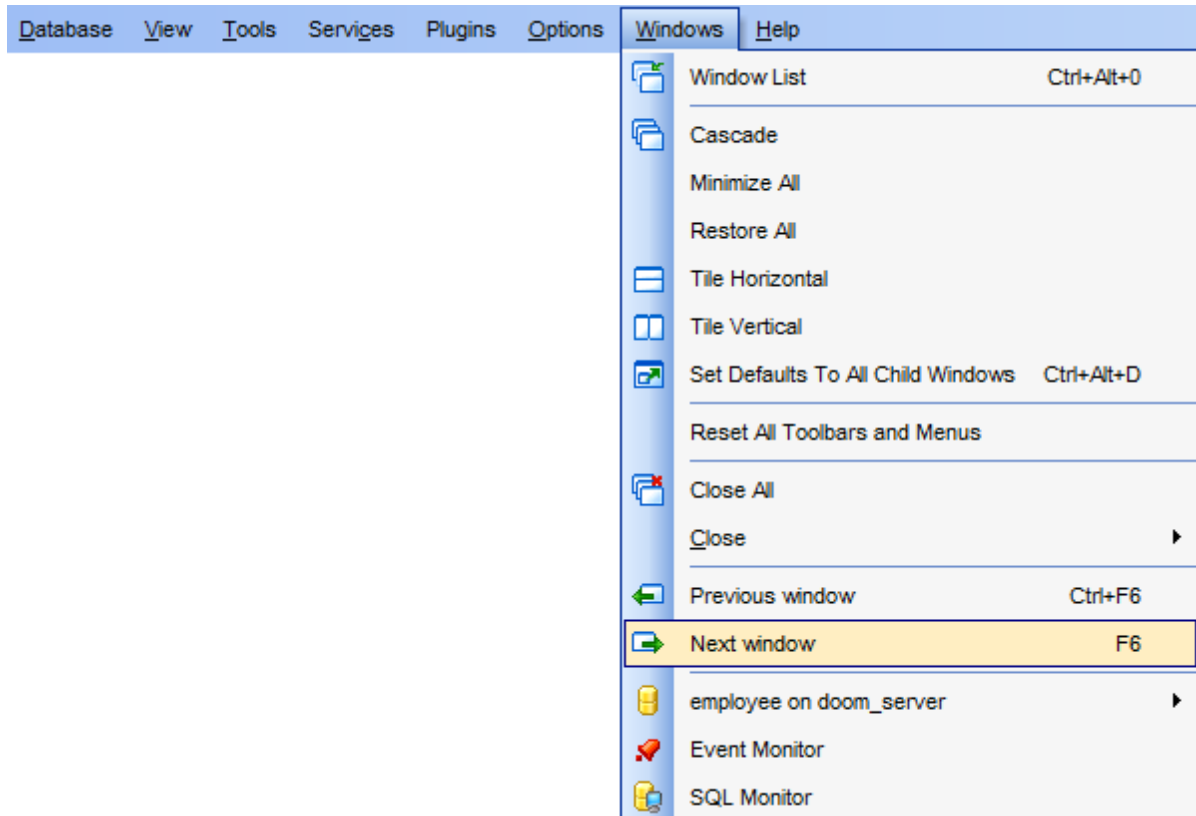 Database View Tools Services Plugins Options Windows Help
Window List Ctrl+Alt+0
Cascade
Minimize All
Restore All
Tile Horizontal
Tile Vertical
Set Defaults To All Child Windows Ctrl+Alt+D
Reset All Toolbars and Menus
Close All
Close
Previous window Ctrl+F6
Next window F6
employee on doom_server
Event Monitor
SQL Monitor